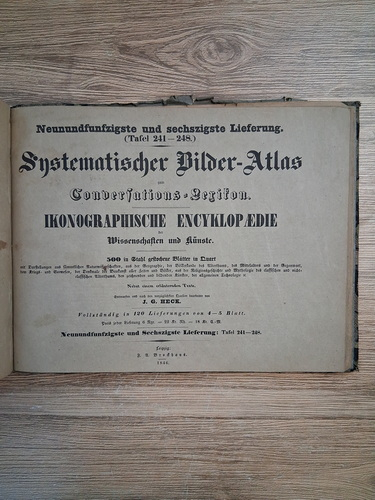 Neunundfunfzigste und sechszigste Lieferung.
(Tafel 241—248.)
Systematischer Bilder-Atlas
zum
Conversations-Lexikon.
IKONOGRAPHISCHE ENCYKLOPÆDIE
der
Wissenschaften und Künste.
500 in Stahl gestochene Blätter in Quart
Nebst einem erläuternden Texte.
J. G. HECK.
Vollständig in 120 Lieferungen von 4—5 Blatt.
Neunundfunfzigste und Sechszigste Lieferung: Tafel 241—248.
Leipzig:
F. A. Brockhaus.